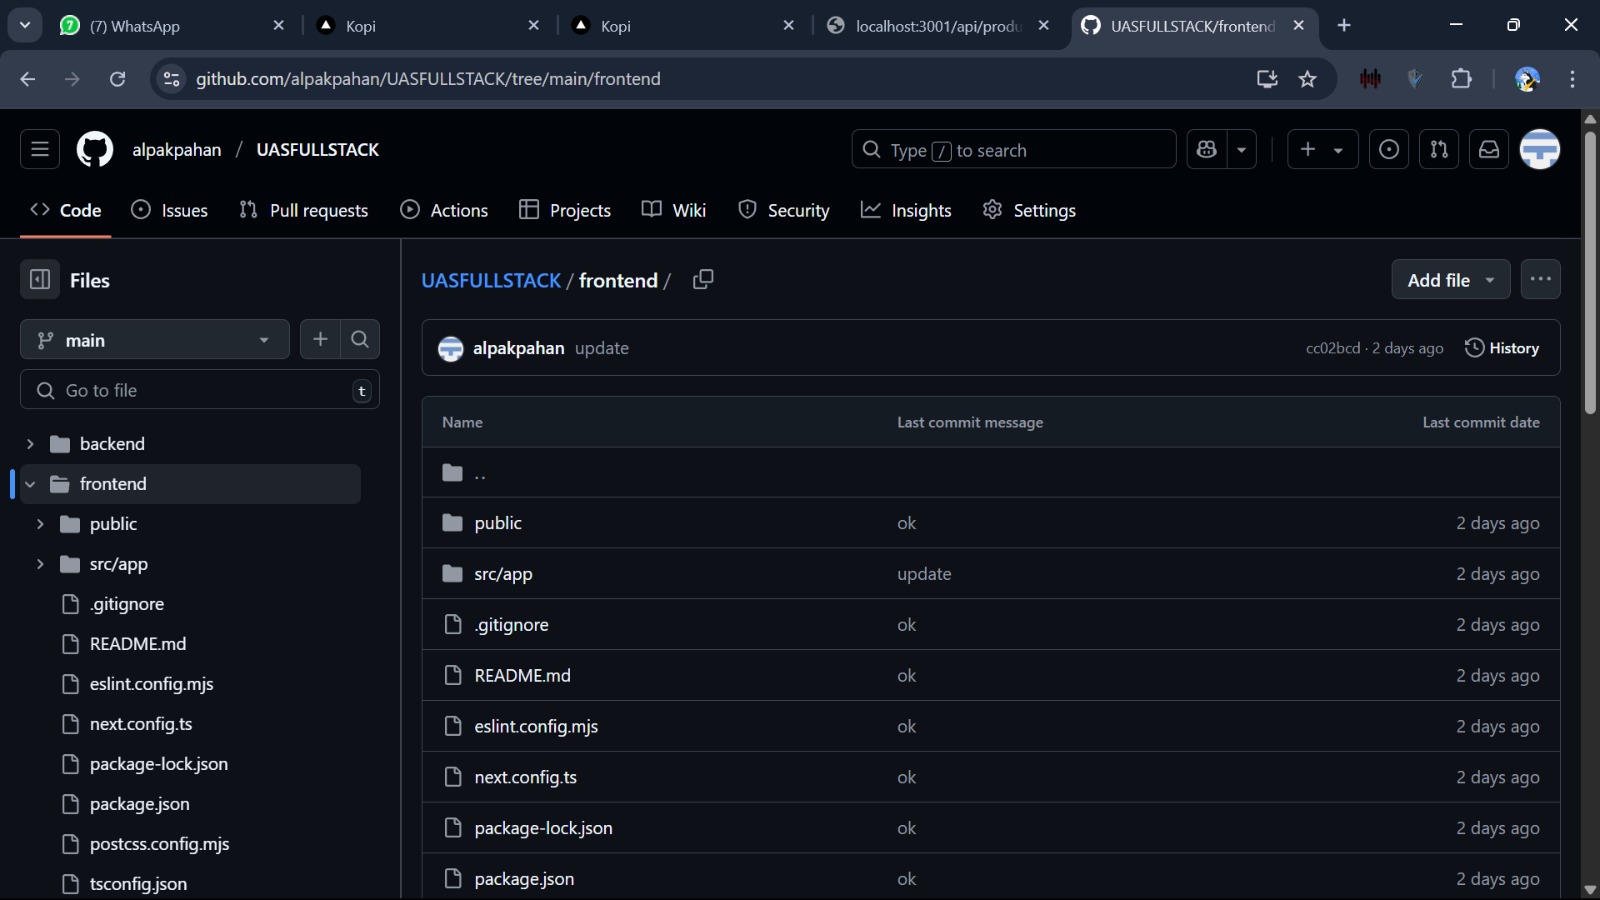 (7) WhatsApp
Kopi
Kopi
localhost:3001/api/produ
UASFULLSTACK/frontend
github.com/alpakpahan/UASFULLSTACK/tree/main/frontend
alpakpahan / UASFULLSTACK
Type / to search
Code
Issues
Pull requests
Actions
Projects
Wiki
Security
Insights
Settings
Files
main
Go to file
t
backend
frontend
public
src/app
.gitignore
README.md
eslint.config.mjs
next.config.ts
package-lock.json
package.json
postcss.config.mjs
tsconfig.json
UASFULLSTACK / frontend /
Add file
alpakpahan update
cc02bcd · 2 days ago
History
Name Last commit message Last commit date
..
public ok 2 days ago
src/app update 2 days ago
.gitignore ok 2 days ago
README.md ok 2 days ago
eslint.config.mjs ok 2 days ago
next.config.ts ok 2 days ago
package-lock.json ok 2 days ago
package.json ok 2 days ago